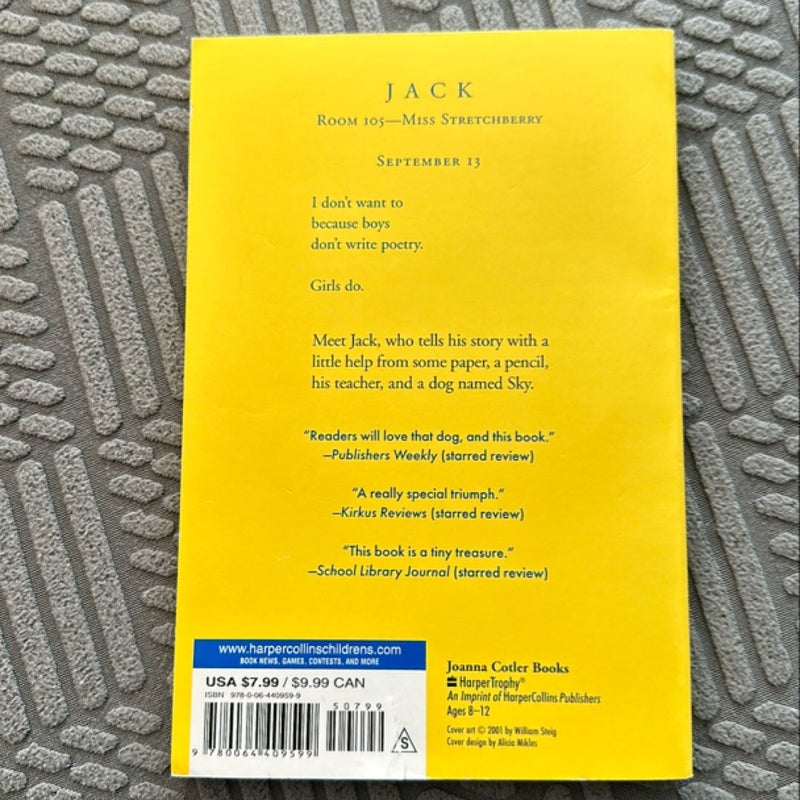 JACK
Room 105—Miss Stretchberry
September 13
I don't want to
because boys
don't write poetry.
Girls do.
Meet Jack, who tells his story with a
little help from some paper, a pencil,
his teacher, and a dog named Sky.
“Readers will love that dog, and this book.”
—Publishers Weekly (starred review)
“A really special triumph.”
—Kirkus Reviews (starred review)
“This book is a tiny treasure.”
—School Library Journal (starred review)
www.harpercollinschildrens.com
BOOK NEWS, GAMES, CONTESTS, AND MORE
USA $7.99 / $9.99 CAN
ISBN 978-0-06-440959-9
50799
9 780064 409599
S
Joanna Cotler Books
HarperTrophy®
An Imprint of HarperCollins Publishers
Ages 8–12
Cover art © 2001 by William Steig
Cover design by Alicia Mikles